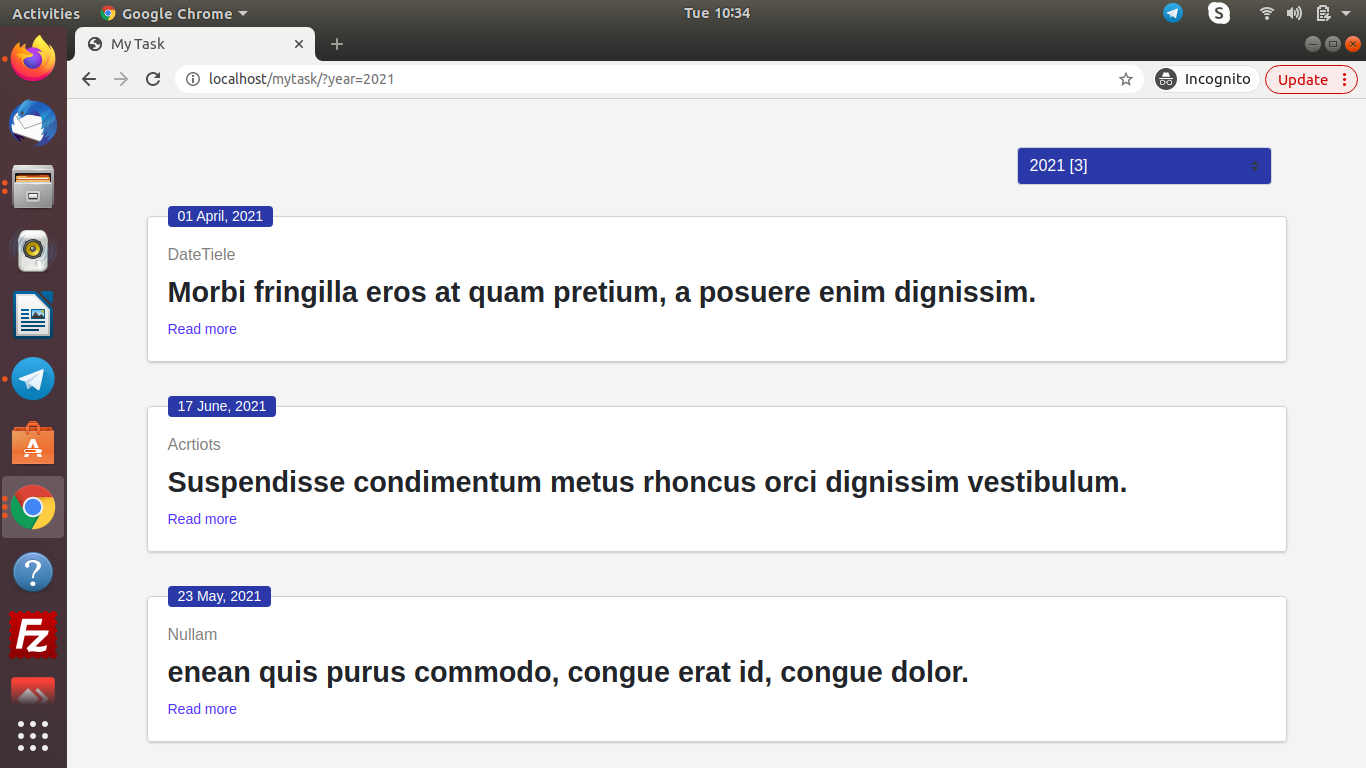 Activities
Google Chrome
Tue 10:34
S
My Task
localhost/mytask/?year=2021
Incognito
Update
2021 [3]
01 April, 2021
DateTiele
Morbi fringilla eros at quam pretium, a posuere enim dignissim.
Read more
17 June, 2021
Acrtiots
Suspendisse condimentum metus rhoncus orci dignissim vestibulum.
Read more
23 May, 2021
Nullam
enean quis purus commodo, congue erat id, congue dolor.
Read more
A
?
Fz